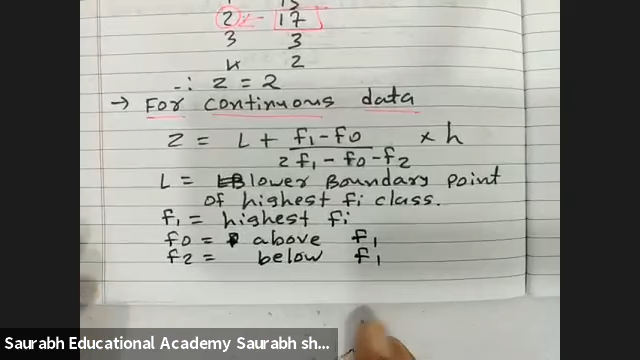 2 - 17
3 3
4 2
∴ z = 2
→ For continuous data
z = L + f1-f0 / 2f1-f0-f2 × h
L = lower Boundary point
of highest fi class.
f1 = highest fi
f0 = above f1
f2 = below f1
Saurabh Educational Academy Saurabh sh...